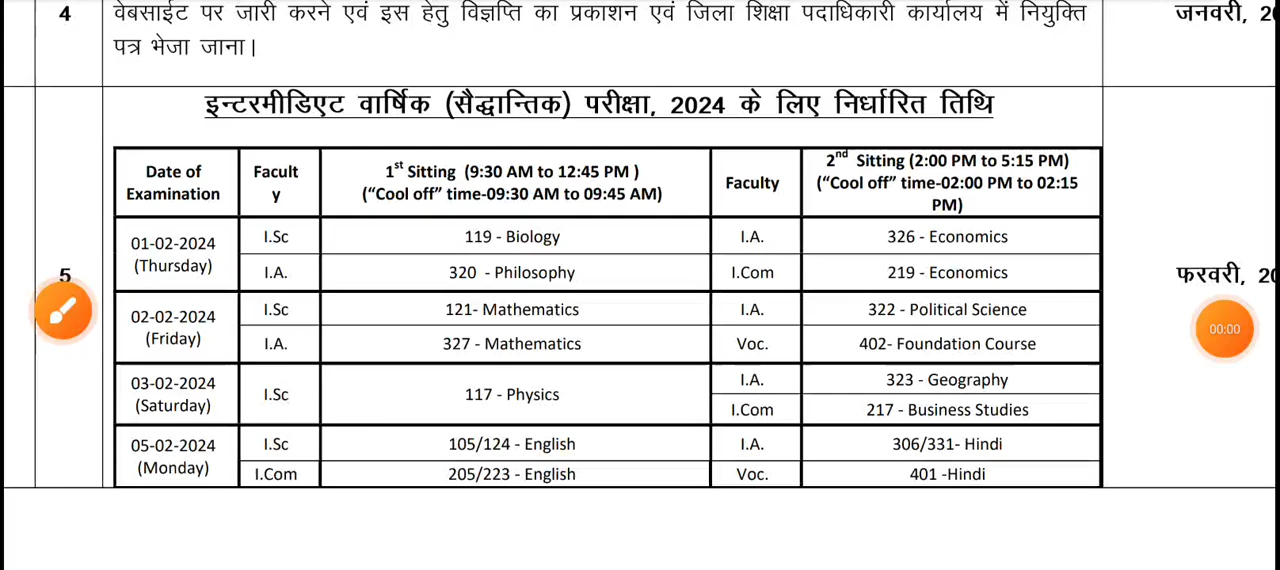 4
वेबसाईट पर जारी करने एवं इस हेतु विज्ञप्ति का प्रकाशन एवं जिला शिक्षा पदाधिकारी कार्यालय में नियुक्ति
पत्र भेजा जाना।
जनवरी, 2
5
इन्टरमीडिएट वार्षिक (सैद्धान्तिक) परीक्षा, 2024 के लिए निर्धारित तिथि
Date of
Examination
Facult
y
1st Sitting (9:30 AM to 12:45 PM )
("Cool off" time-09:30 AM to 09:45 AM)
Faculty
2nd Sitting (2:00 PM to 5:15 PM)
("Cool off" time-02:00 PM to 02:15
PM)
01-02-2024
(Thursday)
I.Sc 119 - Biology I.A. 326 - Economics
I.A. 320 - Philosophy I.Com 219 - Economics
02-02-2024
(Friday)
I.Sc 121- Mathematics I.A. 322 - Political Science
I.A. 327 - Mathematics Voc. 402- Foundation Course
03-02-2024
(Saturday)
I.Sc 117 - Physics
I.A. 323 - Geography
I.Com 217 - Business Studies
05-02-2024
(Monday)
I.Sc 105/124 - English I.A. 306/331- Hindi
I.Com 205/223 - English Voc. 401 -Hindi
फरवरी, 20
00:00